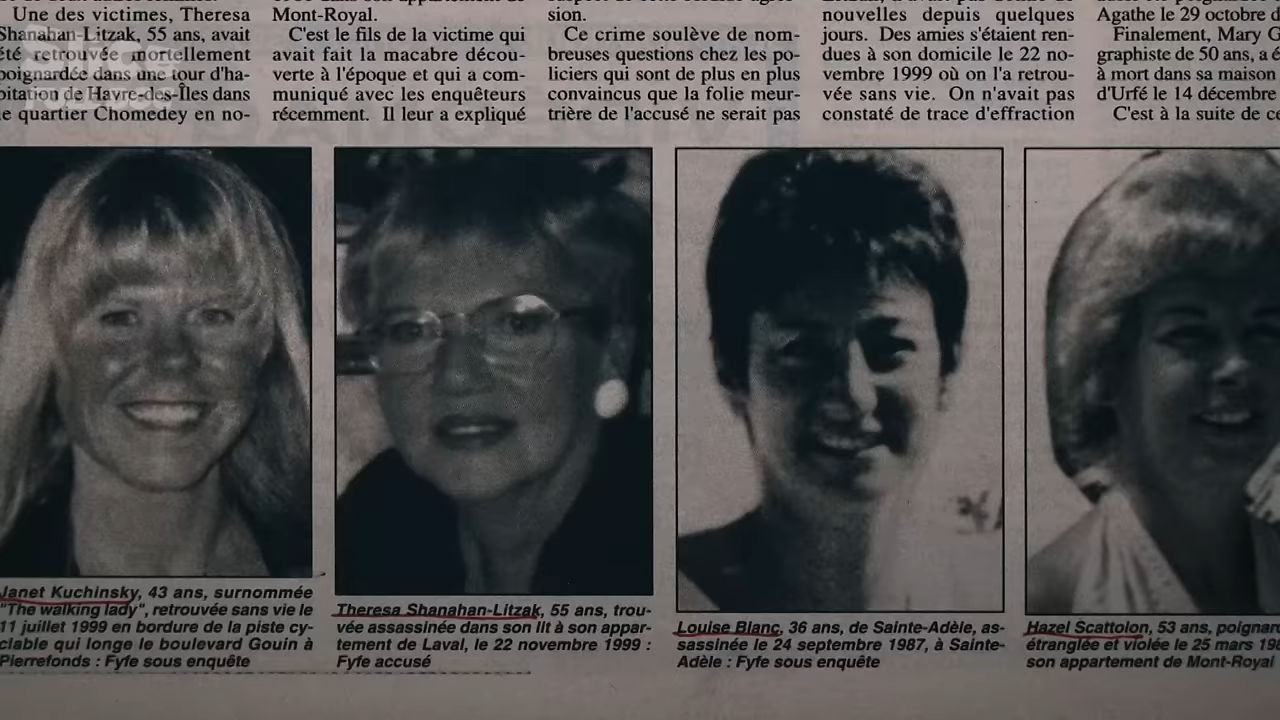 Une des victimes, Theresa
Shanahan-Litzak, 55 ans, avait
été retrouvée mortellement
poignardée dans une tour d'ha-
bitation de Havre-des-Îles dans
le quartier Chomedey en no-
Mont-Royal.
C'est le fils de la victime qui
avait fait la macabre décou-
verte à l'époque et qui a com-
muniqué avec les enquêteurs
récemment. Il leur a expliqué
sion.
Ce crime soulève de nom-
breuses questions chez les po-
liciers qui sont de plus en plus
convaincus que la folie meur-
trière de l'accusé ne serait pas
nouvelles depuis quelques
jours. Des amies s'étaient ren-
dues à son domicile le 22 no-
vembre 1999 où on l'a retrou-
vée sans vie. On n'avait pas
constaté de trace d'effraction
Agathe le 29 octobre d
Finalement, Mary G
graphiste de 50 ans, a é
à mort dans sa maison
d'Urfé le 14 décembre
C'est à la suite de ce
Janet Kuchinsky, 43 ans, surnommée
"The walking lady", retrouvée sans vie le
11 juillet 1999 en bordure de la piste cy-
clable qui longe le boulevard Gouin à
Pierrefonds : Fyfe sous enquête
Theresa Shanahan-Litzak, 55 ans, trou-
vée assassinée dans son lit à son appar-
tement de Laval, le 22 novembre 1999 :
Fyfe accusé
Louise Blanc, 36 ans, de Sainte-Adèle, as-
sassinée le 24 septembre 1987, à Sainte-
Adèle : Fyfe sous enquête
Hazel Scattolon, 53 ans, poignard
étranglée et violée le 25 mars 198
son appartement de Mont-Royal